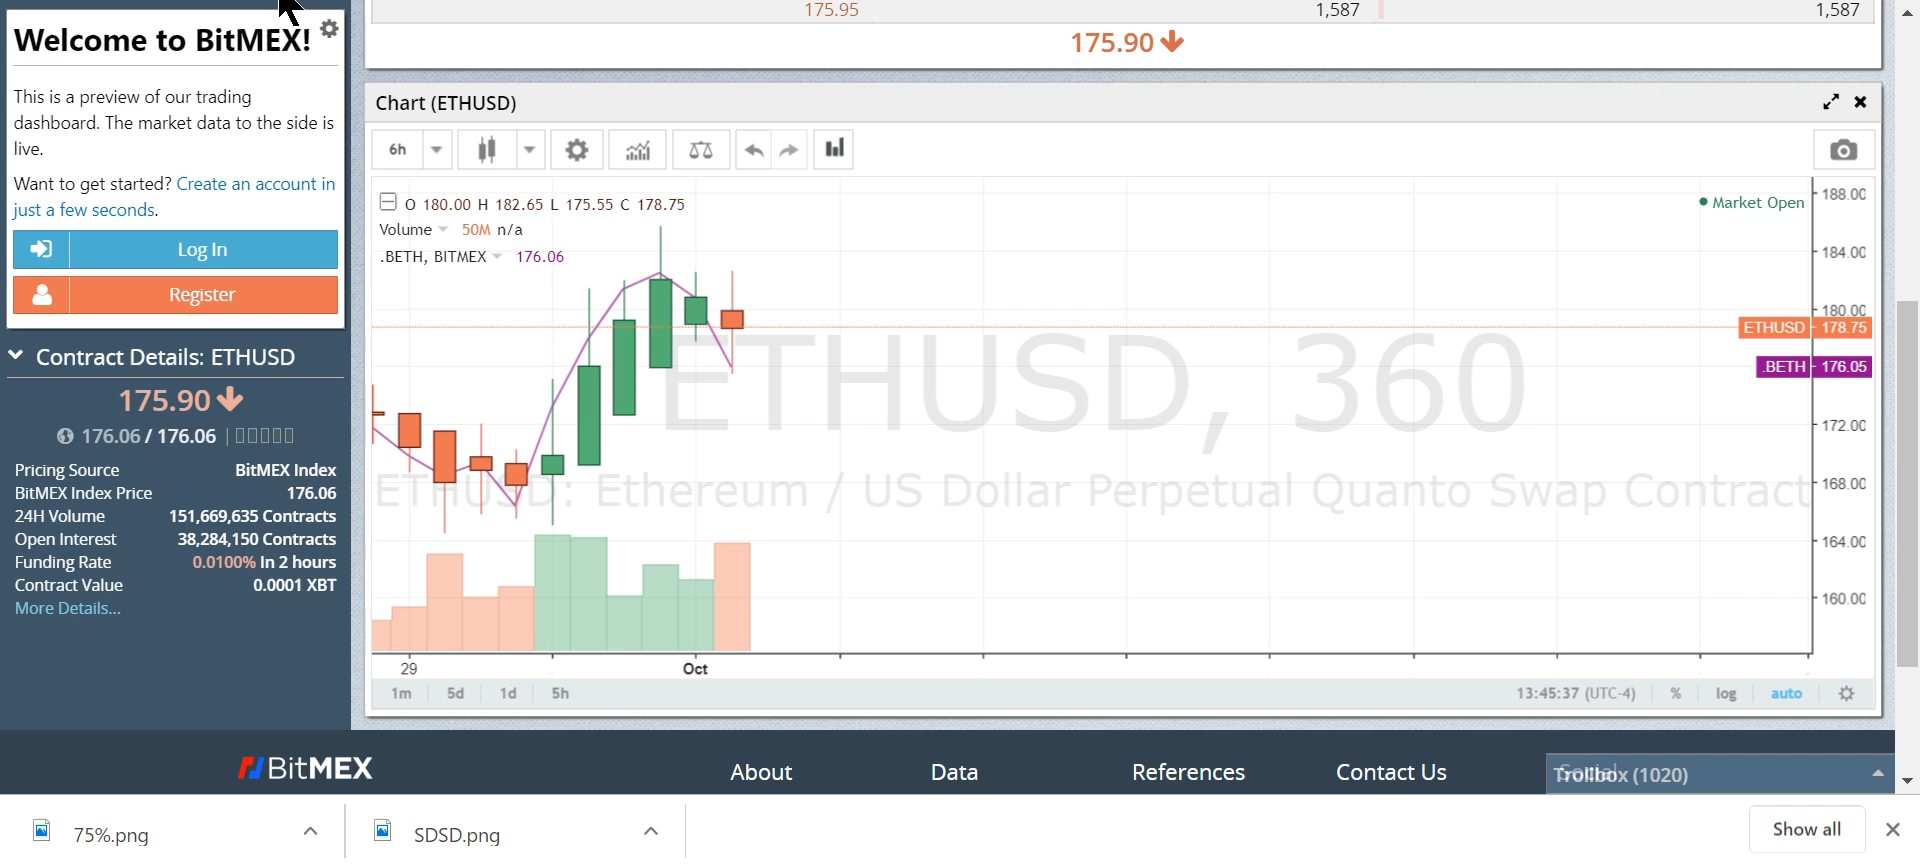 175.95 1,587 1,587
175.90
Welcome to BitMEX!
This is a preview of our trading
dashboard. The market data to the side is
live.
Want to get started? Create an account in
just a few seconds.
Log In
Register
Contract Details: ETHUSD
175.90
176.06 / 176.06
Pricing Source BitMEX Index
BitMEX Index Price 176.06
24H Volume 151,669,635 Contracts
Open Interest 38,284,150 Contracts
Funding Rate 0.0100% In 2 hours
Contract Value 0.0001 XBT
More Details...
Chart (ETHUSD)
6h
O 180.00 H 182.65 L 175.55 C 178.75
Volume 50M n/a
.BETH, BITMEX 176.06
Market Open
188.00
184.00
180.00
ETHUSD 178.75
.BETH 176.05
172.00
168.00
164.00
160.00
ETHUSD, 360
ETHUSD: Ethereum / US Dollar Perpetual Quanto Swap Contract
29 Oct
1m 5d 1d 5h 13:45:37 (UTC-4) % log auto
BitMEX About Data References Contact Us Trollbox (1020)
75%.png SDSD.png Show all